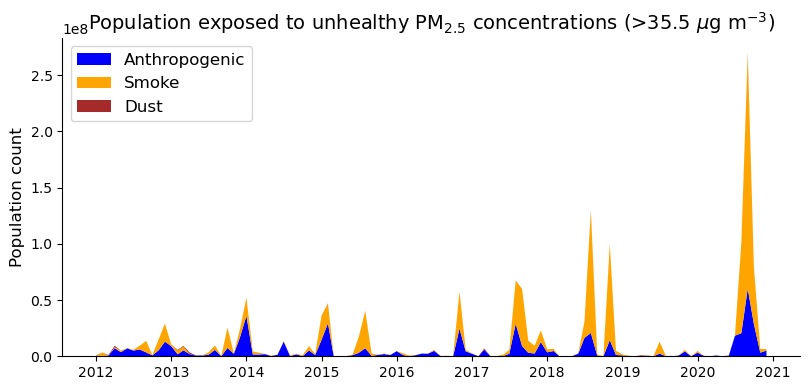 Population exposed to unhealthy PM2.5 concentrations (>35.5 μg m−3)
1e8
Anthropogenic
Smoke
Dust
Population count
2.5
2.0
1.5
1.0
0.5
0.0
2012 2013 2014 2015 2016 2017 2018 2019 2020 2021